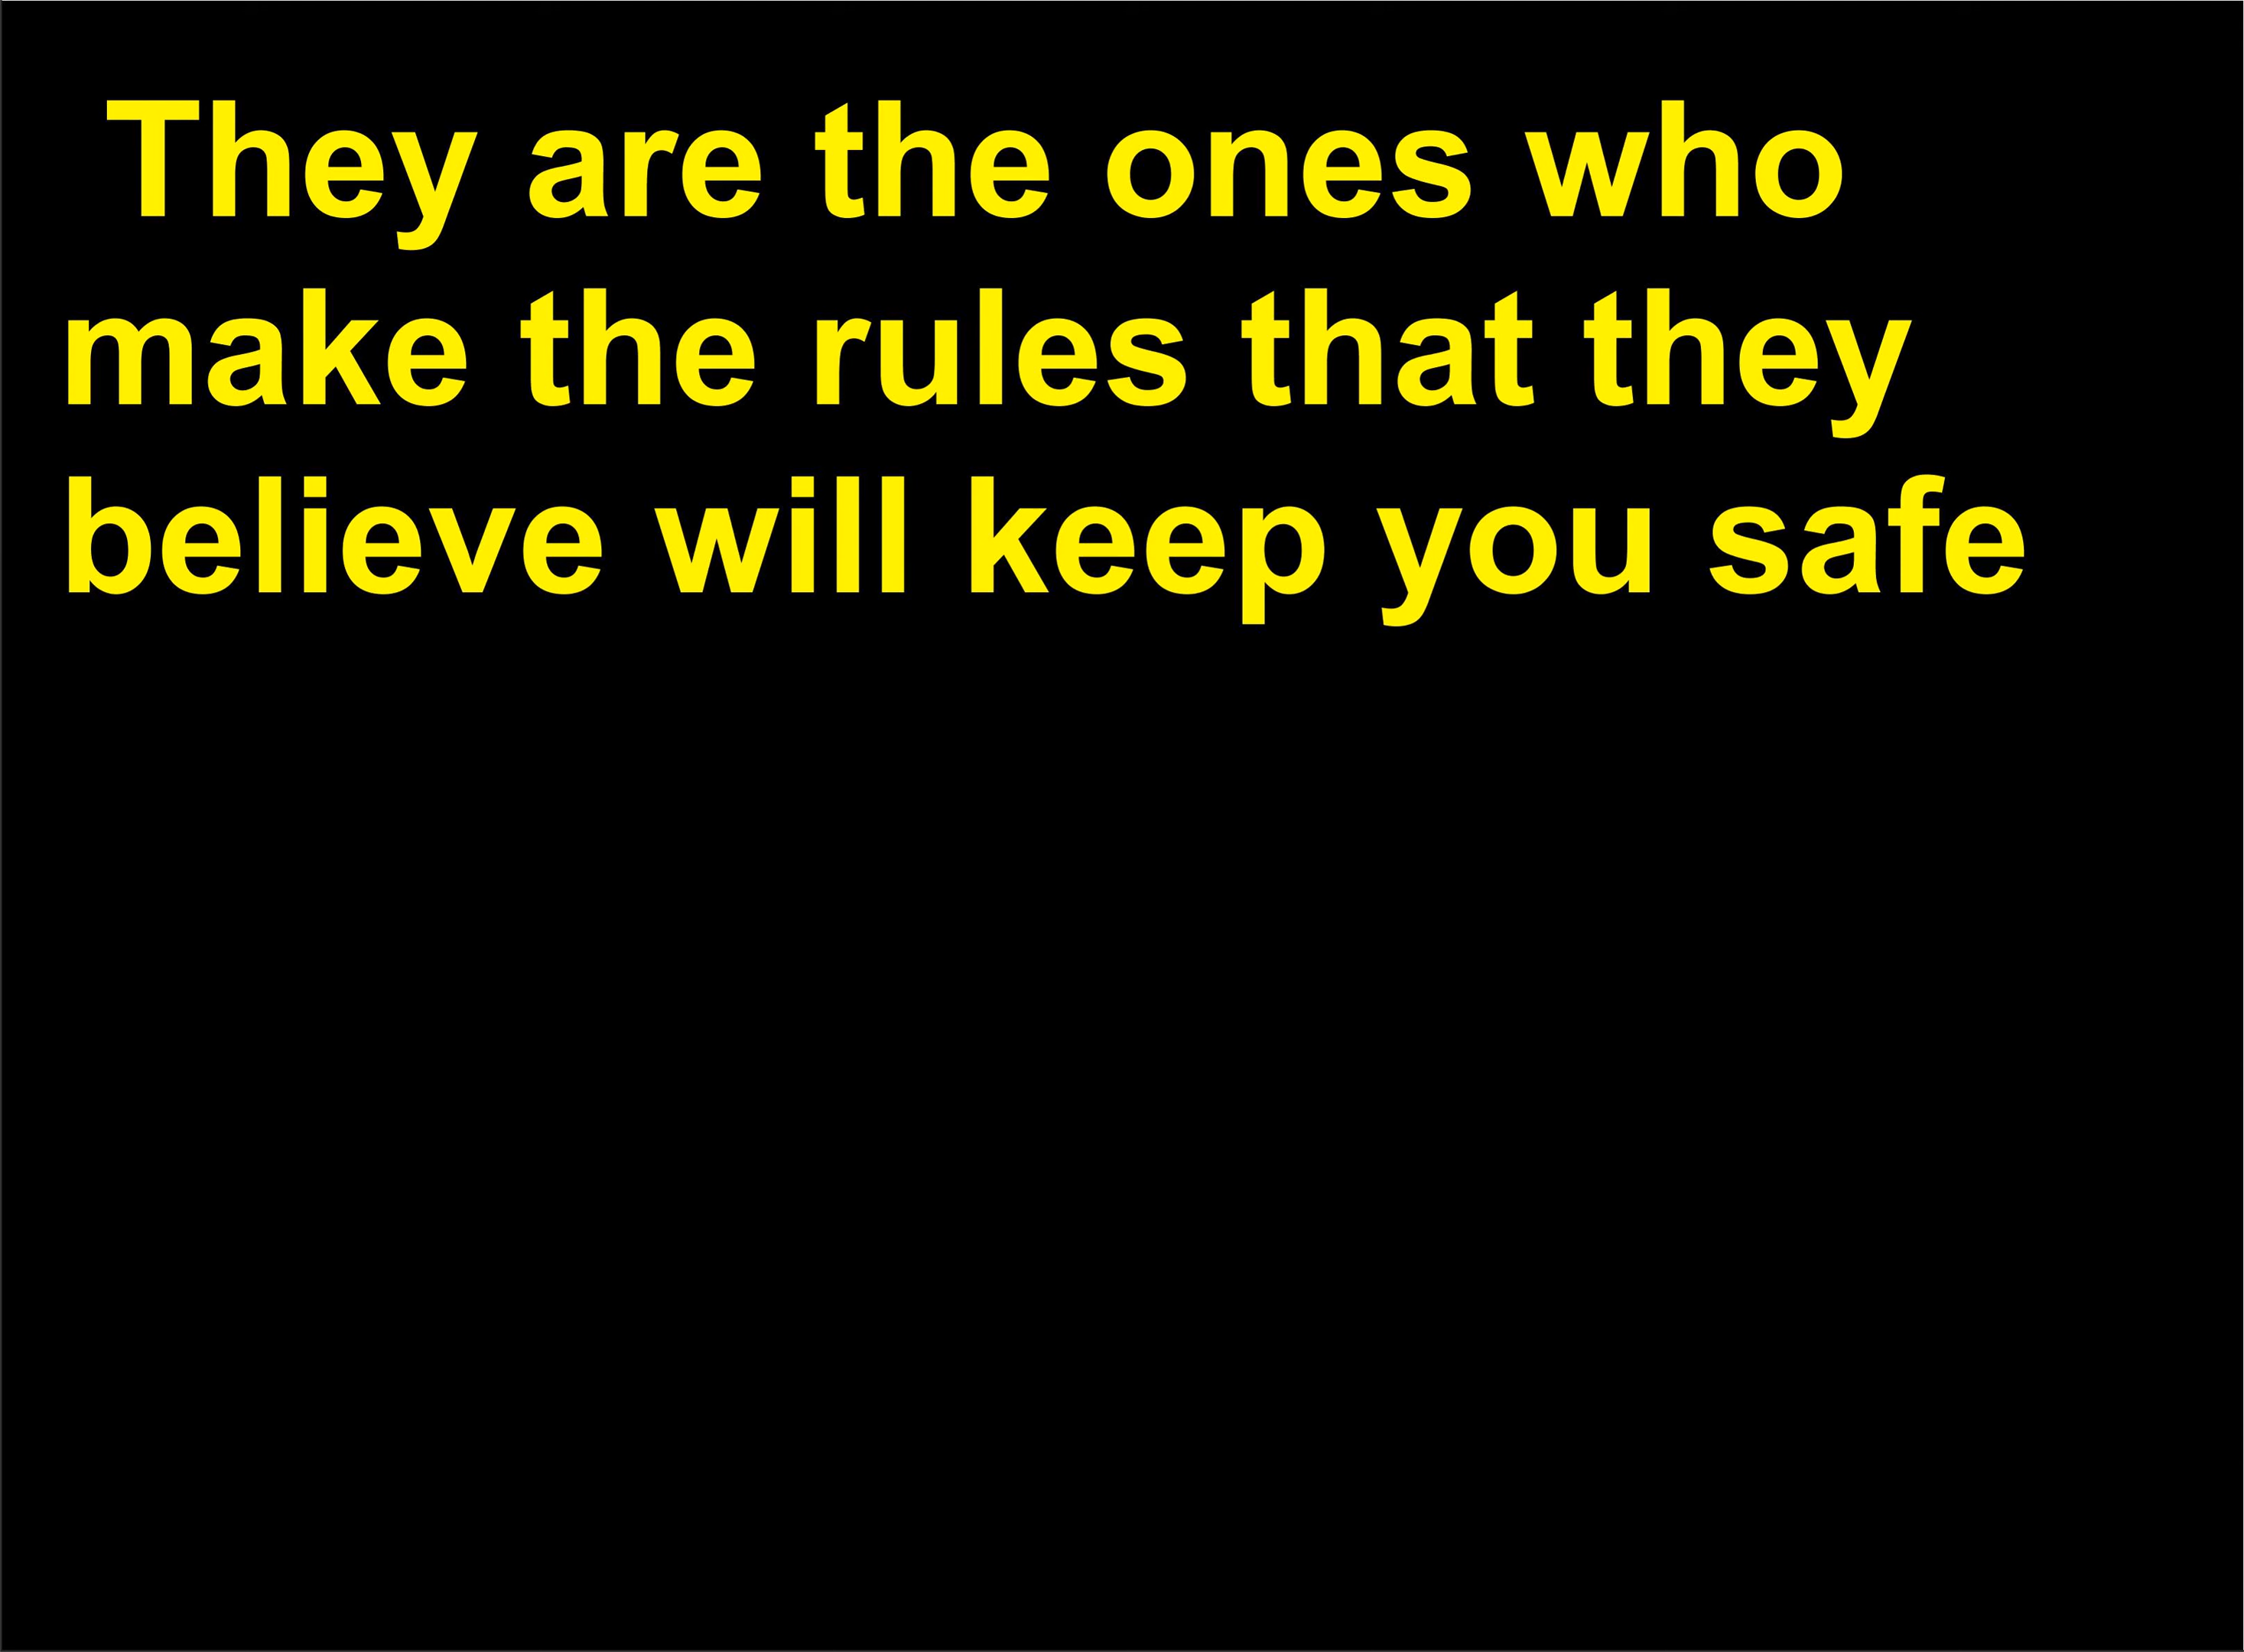 They are the ones who
make the rules that they
believe will keep you safe